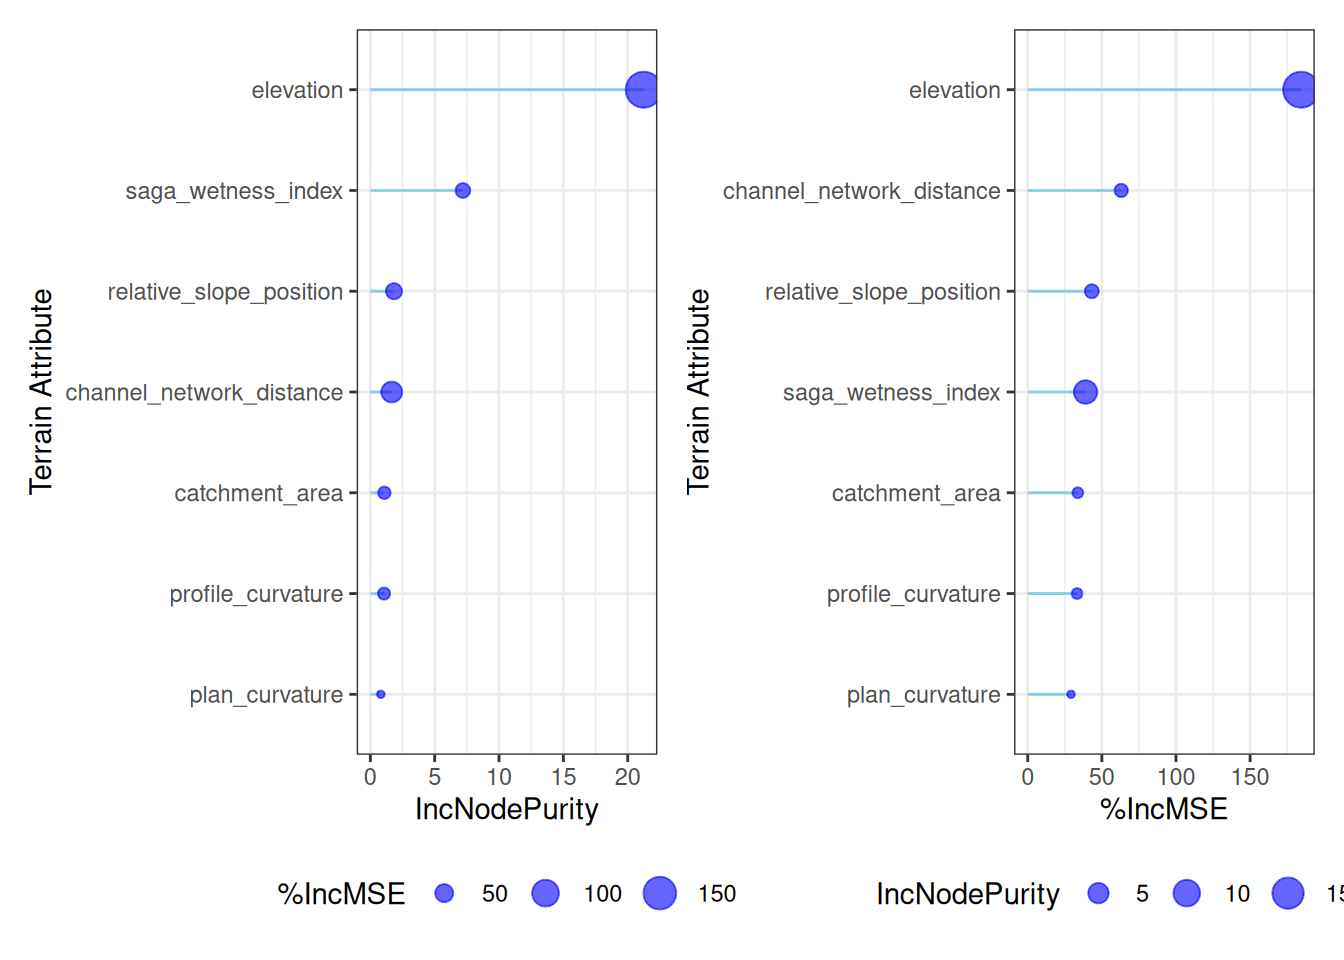 elevation
saga_wetness_index
relative_slope_position
channel_network_distance
catchment_area
profile_curvature
plan_curvature
Terrain Attribute
0 5 10 15 20
IncNodePurity
%IncMSE 50 100 150
elevation
channel_network_distance
relative_slope_position
saga_wetness_index
catchment_area
profile_curvature
plan_curvature
Terrain Attribute
0 50 100 150
%IncMSE
IncNodePurity 5 10 15